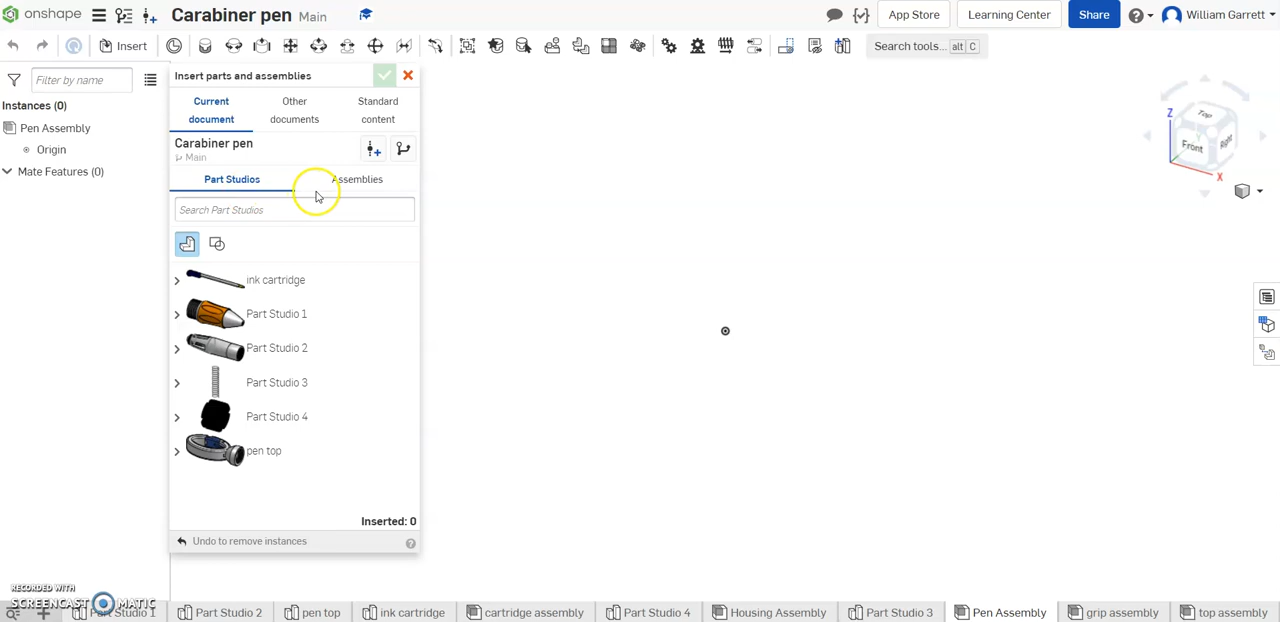 onshape
Carabiner pen Main
App Store
Learning Center
Share
William Garrett
Insert
Search tools... alt C
Filter by name
Instances (0)
Pen Assembly
Origin
Mate Features (0)
Insert parts and assemblies
Current document
Other documents
Standard content
Carabiner pen
Main
Part Studios
Assemblies
Search Part Studios
ink cartridge
Part Studio 1
Part Studio 2
Part Studio 3
Part Studio 4
pen top
Inserted: 0
Undo to remove instances
Z
Top
Front
Right
X
RECORDED WITH
SCREENCAST MATIC
Part Studio 1
Part Studio 2
pen top
ink cartridge
cartridge assembly
Part Studio 4
Housing Assembly
Part Studio 3
Pen Assembly
grip assembly
top assembly